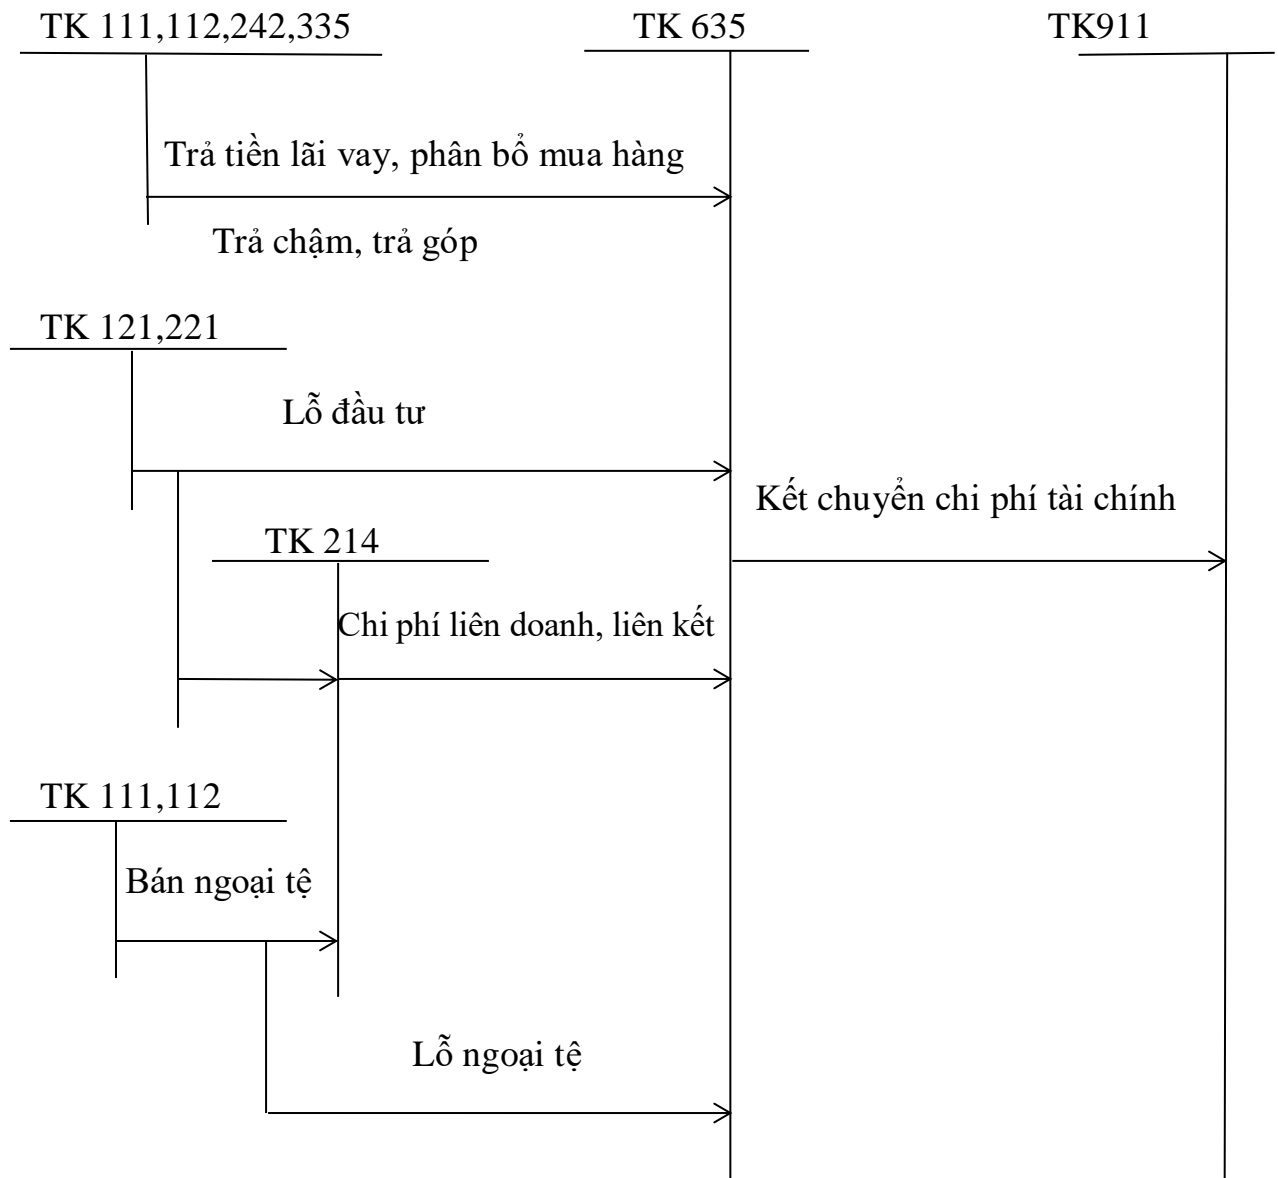 TK 111,112,242,335
TK 635
TK911
Trả tiền lãi vay, phân bổ mua hàng
Trả chậm, trả góp
TK 121,221
Lỗ đầu tư
Kết chuyển chi phí tài chính
TK 214
Chi phí liên doanh, liên kết
TK 111,112
Bán ngoại tệ
Lỗ ngoại tệ